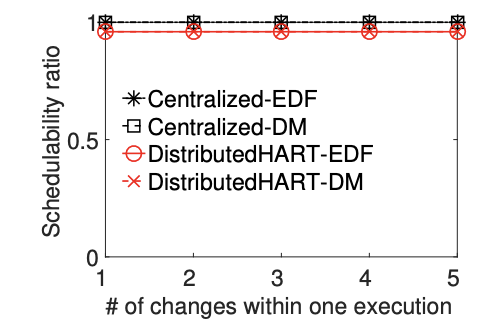 Schedulability ratio
1
0.5
0
Centralized-EDF
Centralized-DM
DistributedHART-EDF
DistributedHART-DM
1 2 3 4 5
# of changes within one execution